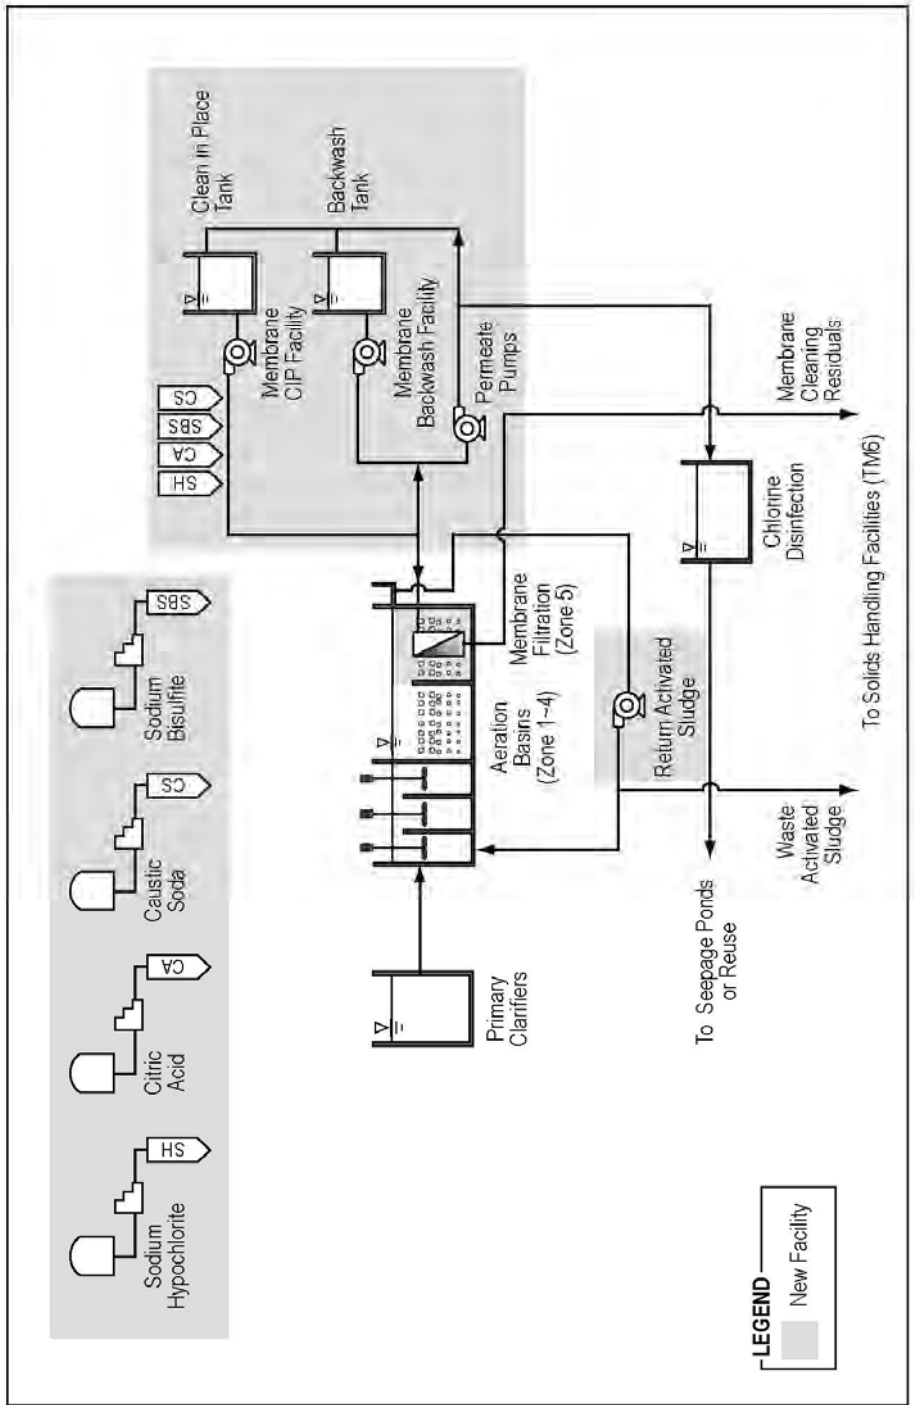 Sodium
Hypochlorite
SH
Citric
Acid
CA
Caustic
Soda
CS
Sodium
Bisulfite
SBS
SH
CA
SBS
CS
Clean in Place
Tank
Membrane
CIP Facility
Backwash
Tank
Membrane
Backwash Facility
Permeate
Pumps
Primary
Clarifiers
Aeration
Basins
(Zone 1~4)
Membrane
Filtration
(Zone 5)
Return Activated
Sludge
Chlorine
Disinfection
Membrane
Cleaning
Residuals
To Seepage Ponds
or Reuse
Waste
Activated
Sludge
To Solids Handling Facilities (TM6)
LEGEND
New Facility